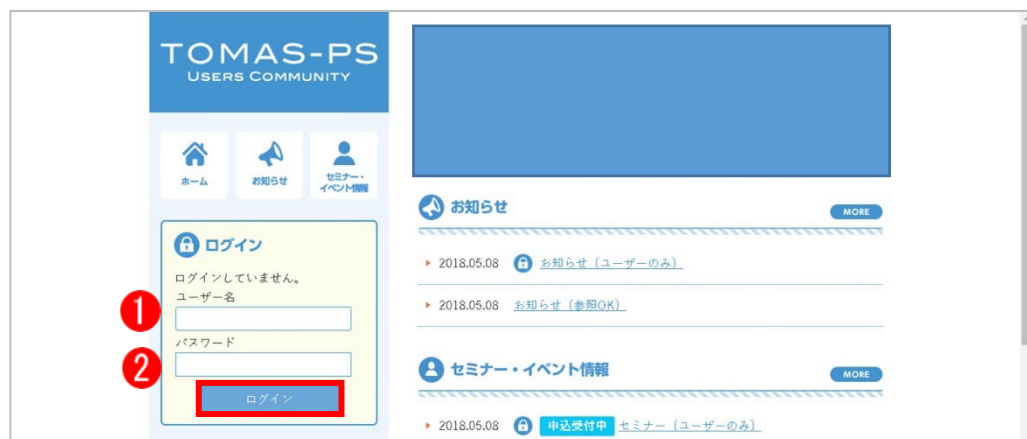 TOMAS-PS
USERS COMMUNITY
ホーム
お知らせ
セミナー・
イベント情報
ログイン
ログインしていません。
1
ユーザー名
2
パスワード
ログイン
お知らせ
MORE
2018.05.08 お知らせ（ユーザーのみ）
2018.05.08 お知らせ（参照OK）
セミナー・イベント情報
MORE
2018.05.08 申込受付中 セミナー（ユーザーのみ）